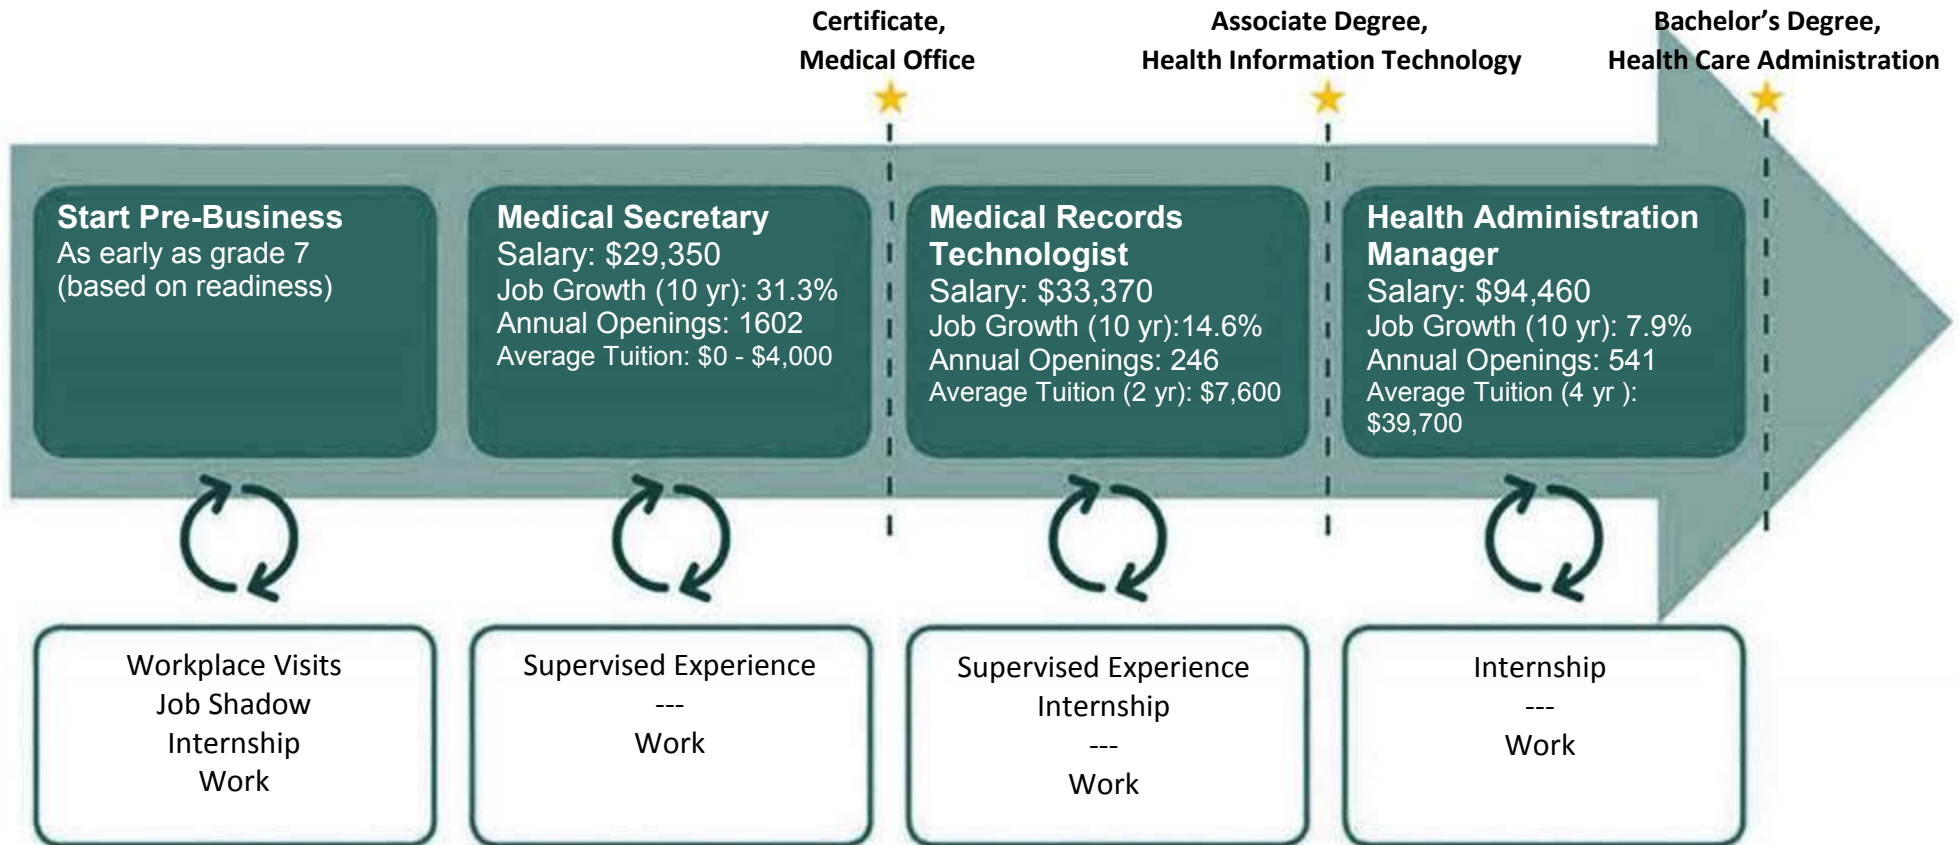 Certificate,
Medical Office
Associate Degree,
Health Information Technology
Bachelor’s Degree,
Health Care Administration
Start Pre-Business
As early as grade 7
(based on readiness)
Medical Secretary
Salary: $29,350
Job Growth (10 yr): 31.3%
Annual Openings: 1602
Average Tuition: $0 - $4,000
Medical Records
Technologist
Salary: $33,370
Job Growth (10 yr):14.6%
Annual Openings: 246
Average Tuition (2 yr): $7,600
Health Administration
Manager
Salary: $94,460
Job Growth (10 yr): 7.9%
Annual Openings: 541
Average Tuition (4 yr ):
$39,700
Workplace Visits
Job Shadow
Internship
Work
Supervised Experience
---
Work
Supervised Experience
Internship
---
Work
Internship
---
Work